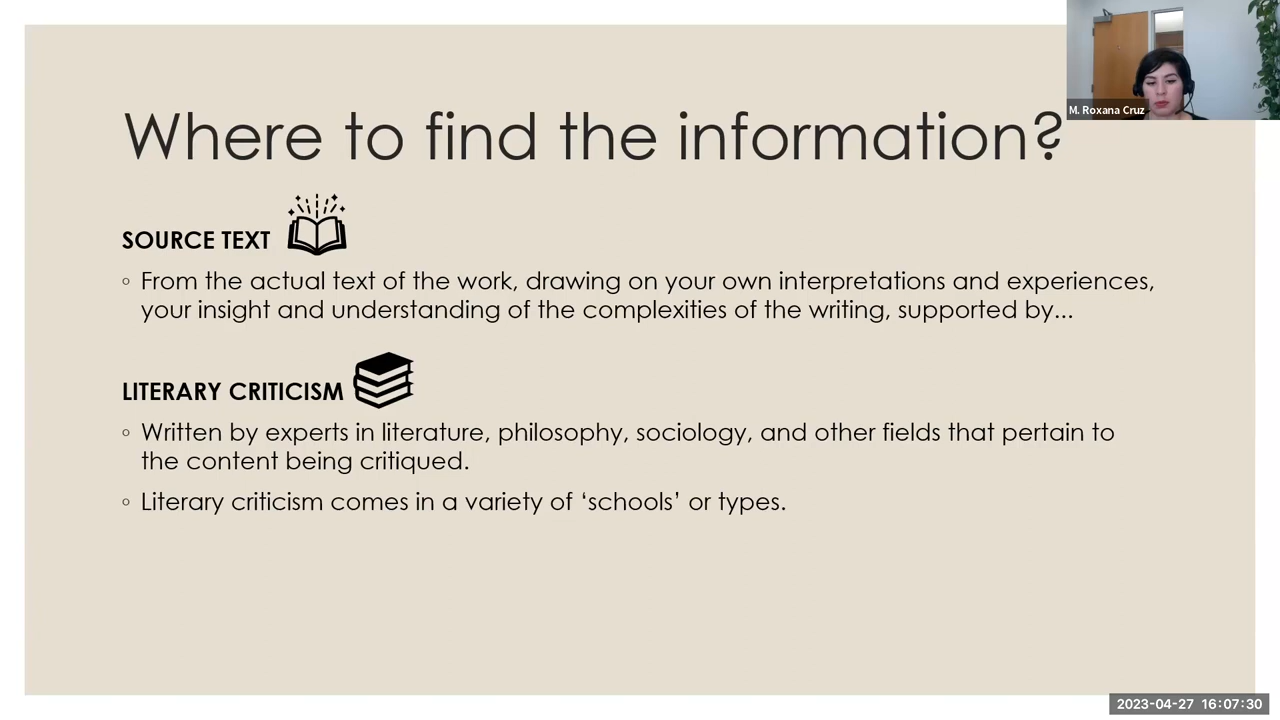 M. Roxana Cruz
Where to find the information?
SOURCE TEXT
◦ From the actual text of the work, drawing on your own interpretations and experiences,
your insight and understanding of the complexities of the writing, supported by...
LITERARY CRITICISM
◦ Written by experts in literature, philosophy, sociology, and other fields that pertain to
the content being critiqued.
◦ Literary criticism comes in a variety of ‘schools’ or types.
2023-04-27 16:07:30